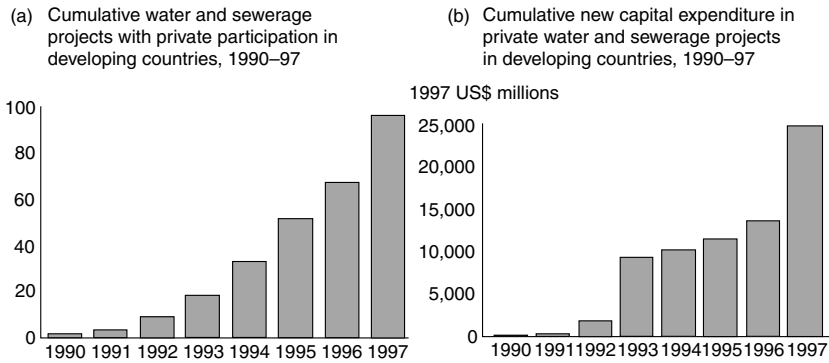 (a) Cumulative water and sewerage
projects with private participation in
developing countries, 1990–97
100
80
60
40
20
0
1990 1991 1992 1993 1994 1995 1996 1997
(b) Cumulative new capital expenditure in
private water and sewerage projects
in developing countries, 1990–97
1997 US$ millions
25,000
20,000
15,000
10,000
5,000
0
1990 1991 1992 1993 1994 1995 1996 1997